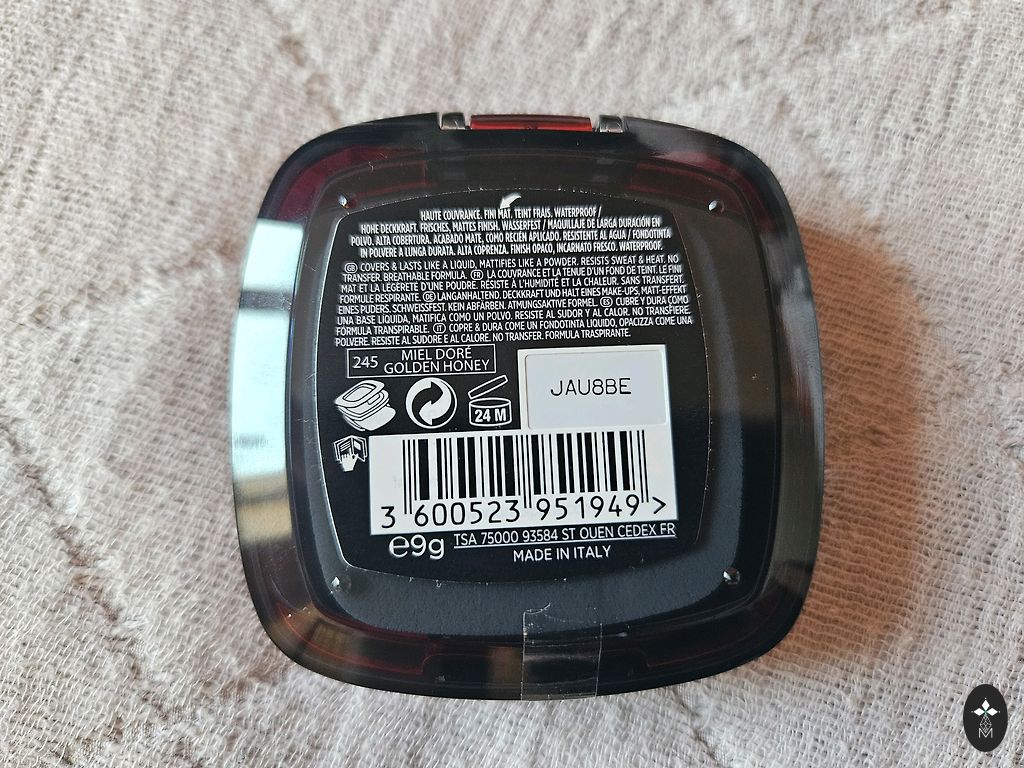 HAUTE COUVRANCE. FINI MAT. TEINT FRAIS. WATERPROOF /
HOHE DECKKRAFT. FRISCHES, MATTES FINISH. WASSERFEST / MAQUILLAJE DE LARGA DURACIÓN EN
POLVO. ALTA COBERTURA. ACABADO MATE, COMO RECIÉN APLICADO. RESISTENTE AL AGUA / FONDOTINTA
IN POLVERE A LUNGA DURATA. ALTA COPRENZA. FINISH OPACO, INCARNATO FRESCO. WATERPROOF.
GB COVERS & LASTS LIKE A LIQUID, MATTIFIES LIKE A POWDER. RESISTS SWEAT & HEAT. NO
TRANSFER. BREATHABLE FORMULA. FR LA COUVRANCE ET LA TENUE D'UN FOND DE TEINT. LE FINI
MAT ET LA LÉGÈRETÉ D'UNE POUDRE. RÉSISTE À L'HUMIDITÉ ET LA CHALEUR. SANS TRANSFERT.
FORMULE RESPIRANTE. DE LANGANHALTEND. DECKKRAFT UND HALT EINES MAKE-UPS, MATT-EFFEKT
EINES PUDERS. SCHWEISSFEST. KEIN ABFÄRBEN. ATMUNGSAKTIVE FORMEL. ES CUBRE Y DURA COMO
UNA BASE LÍQUIDA, MATIFICA COMO UN POLVO. RESISTE AL SUDOR Y AL CALOR. NO TRANSFIERE.
FÓRMULA TRANSPIRABLE. IT COPRE & DURA COME UN FONDOTINTA LIQUIDO, OPACIZZA COME UNA
POLVERE. RESISTE AL SUDORE E AL CALORE. NO TRANSFER. FORMULA TRASPIRANTE.
245 MIEL DORÉ
GOLDEN HONEY
JAU8BE
24 M
3 600523 951949 >
℮9g TSA 75000 93584 ST OUEN CEDEX FR
MADE IN ITALY
M